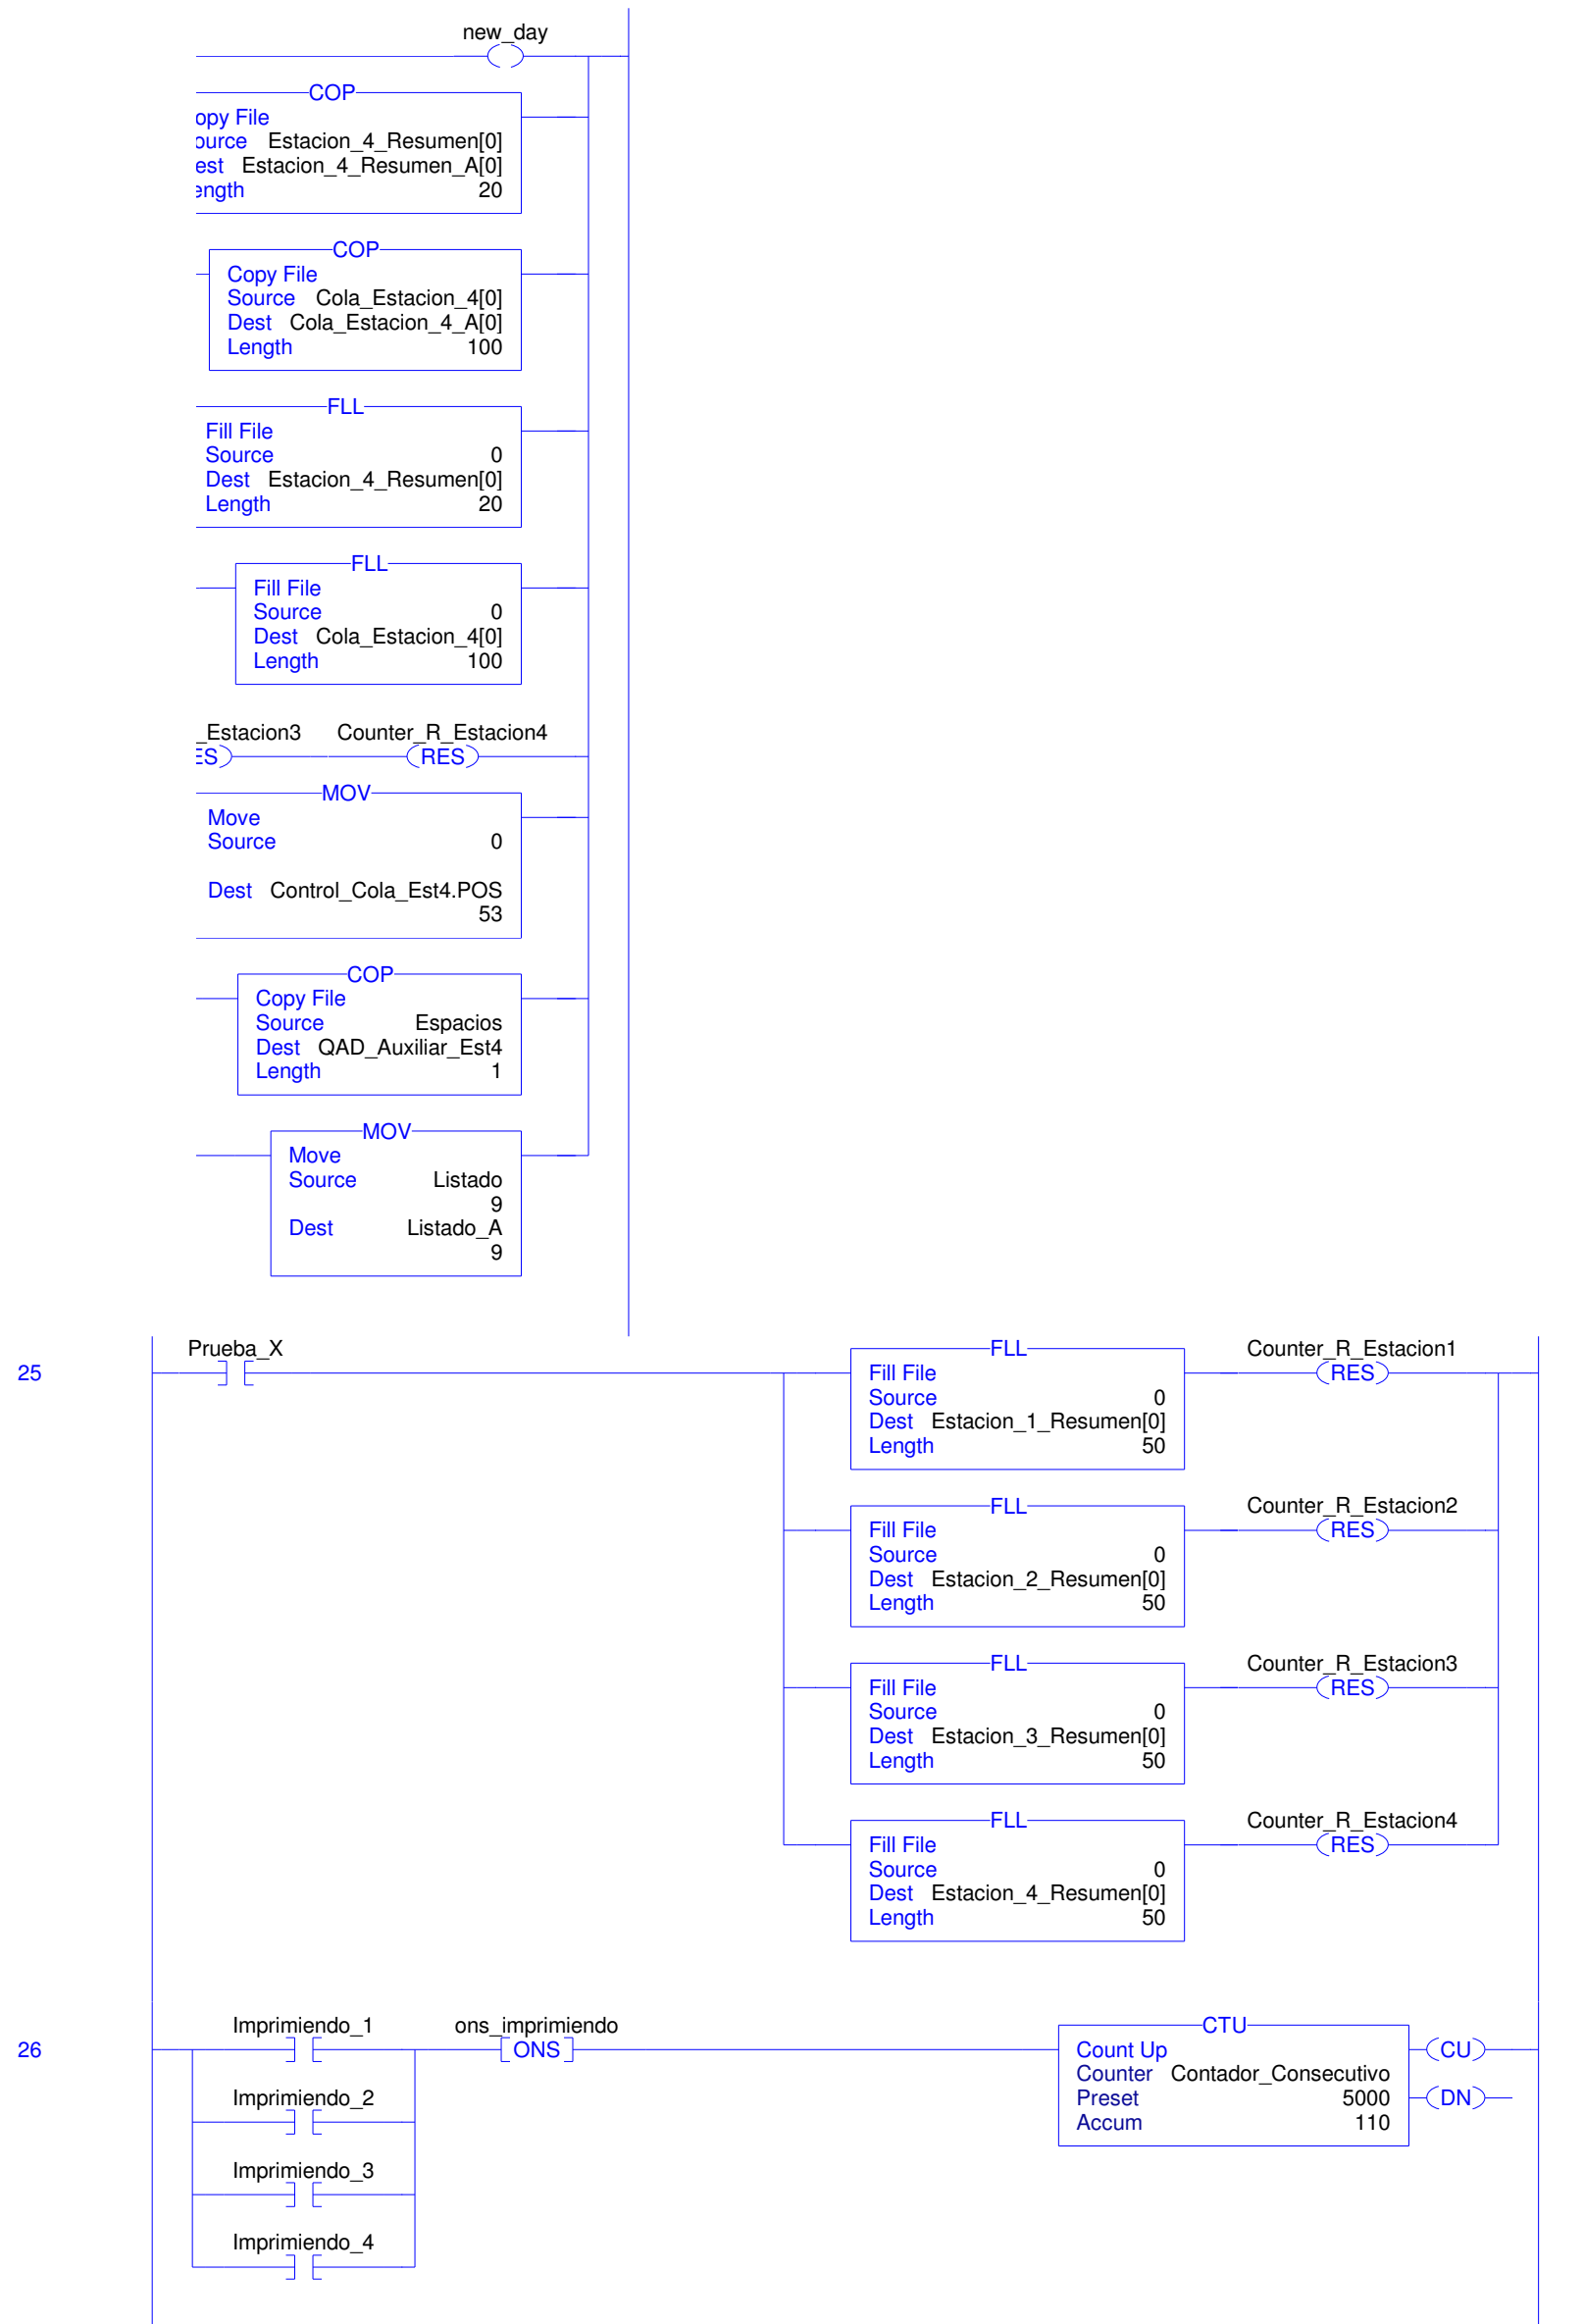 new_day
COP
opy File
ource Estacion_4_Resumen[0]
est Estacion_4_Resumen_A[0]
ength 20
COP
Copy File
Source Cola_Estacion_4[0]
Dest Cola_Estacion_4_A[0]
Length 100
FLL
Fill File
Source 0
Dest Estacion_4_Resumen[0]
Length 20
FLL
Fill File
Source 0
Dest Cola_Estacion_4[0]
Length 100
_Estacion3 Counter_R_Estacion4
ES RES
MOV
Move
Source 0
Dest Control_Cola_Est4.POS
53
COP
Copy File
Source Espacios
Dest QAD_Auxiliar_Est4
Length 1
MOV
Move
Source Listado
9
Dest Listado_A
9
25
Prueba_X
FLL
Fill File
Source 0
Dest Estacion_1_Resumen[0]
Length 50
Counter_R_Estacion1
RES
FLL
Fill File
Source 0
Dest Estacion_2_Resumen[0]
Length 50
Counter_R_Estacion2
RES
FLL
Fill File
Source 0
Dest Estacion_3_Resumen[0]
Length 50
Counter_R_Estacion3
RES
FLL
Fill File
Source 0
Dest Estacion_4_Resumen[0]
Length 50
Counter_R_Estacion4
RES
26
Imprimiendo_1
ons_imprimiendo
ONS
CTU
Count Up
Counter Contador_Consecutivo
Preset 5000
Accum 110
CU
DN
Imprimiendo_2
Imprimiendo_3
Imprimiendo_4